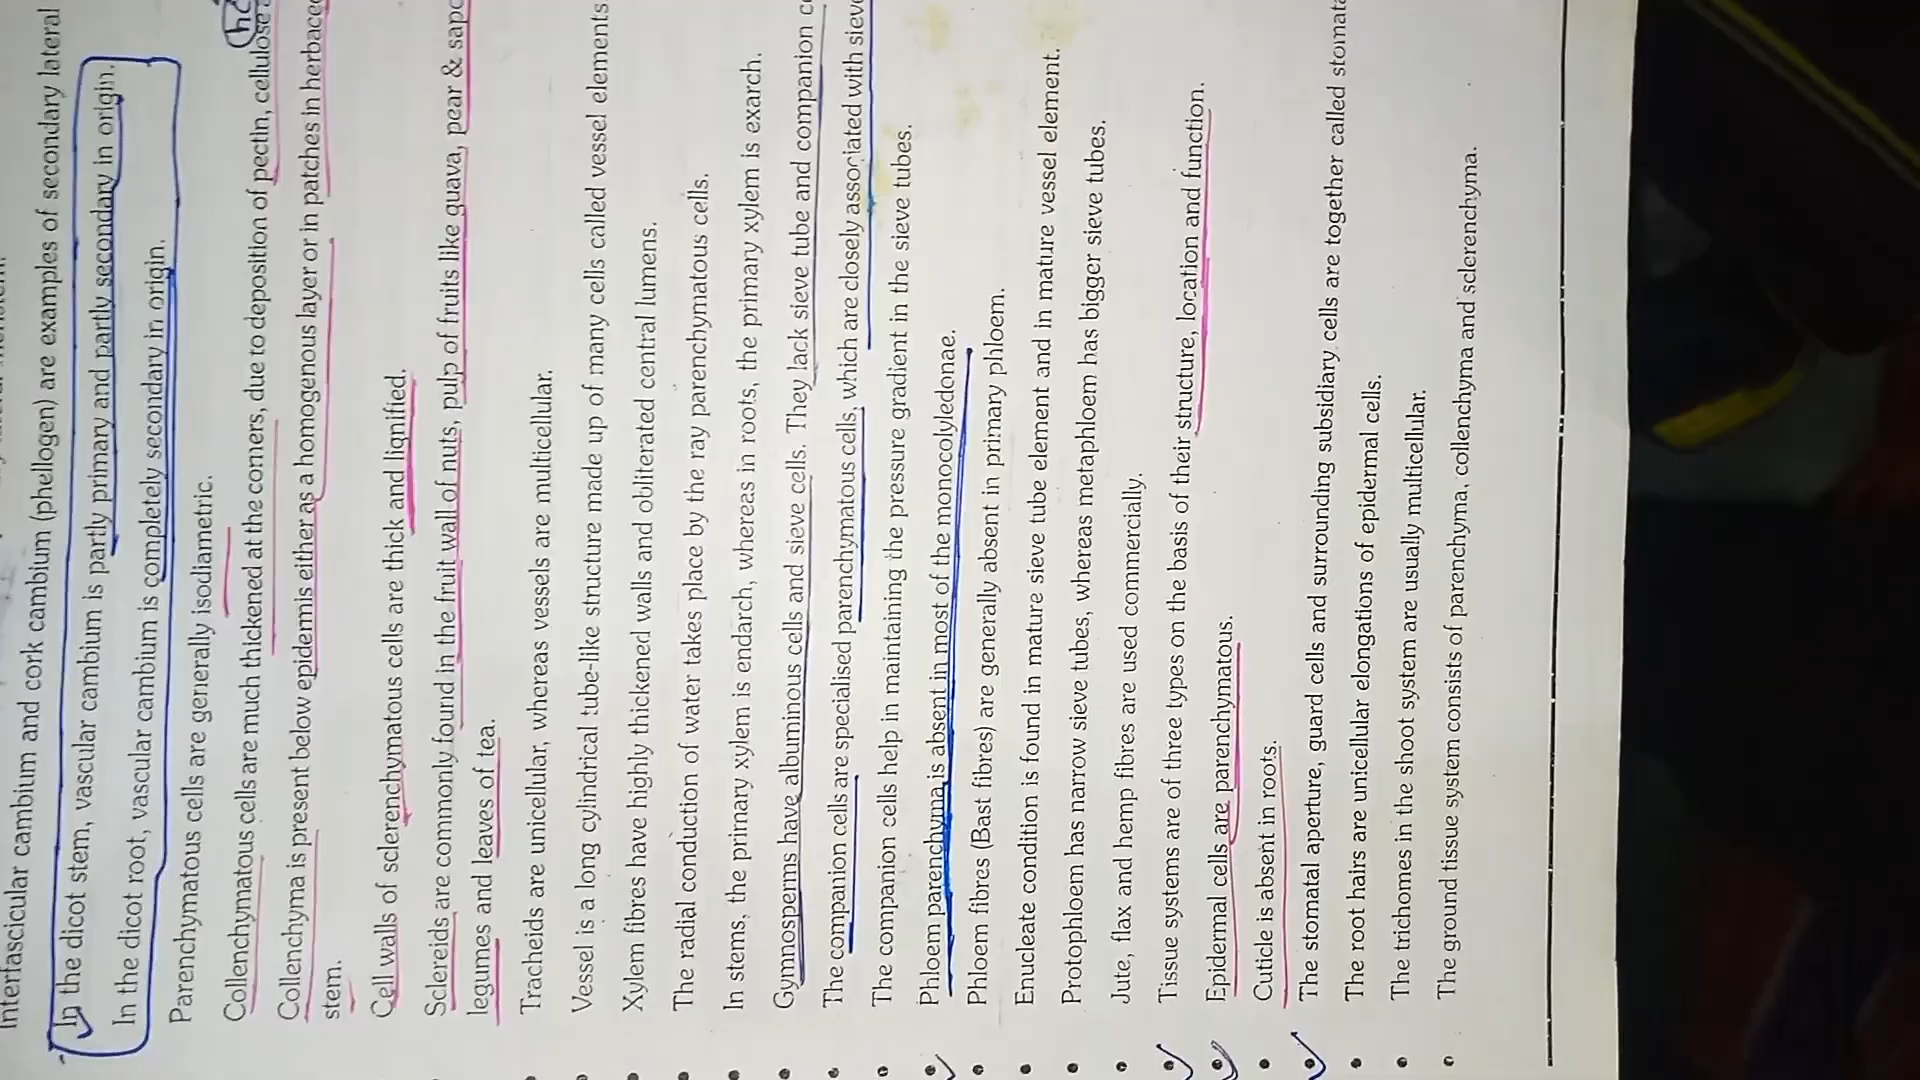 Interfascicular cambium and cork cambium (phellogen) are examples of secondary lateral
In the dicot stem, vascular cambium is partly primary and partly secondary in origin.
In the dicot root, vascular cambium is completely secondary in origin.
Parenchymatous cells are generally isodiametric.
Collenchymatous cells are much thickened at the corners, due to deposition of pectin, cellulose
Collenchyma is present below epidermis either as a homogenous layer or in patches in
stem.
Cell walls of sclerenchymatous cells are thick and lignified.
Sclereids are commonly found in the fruit wall of nuts, pulp of fruits like guava, pear &
legumes and leaves of tea.
Tracheids are unicellular, whereas vessels are multicellular.
Vessel is a long cylindrical tube-like structure made up of many cells called vessel elements
Xylem fibres have highly thickened walls and obliterated central lumens.
The radial conduction of water takes place by the ray parenchymatous cells.
In stems, the primary xylem is endarch, whereas in roots, the primary xylem is exarch.
Gymnosperms have albuminous cells and sieve cells. They lack sieve tube and companion
The companion cells are specialised parenchymatous cells, which are closely associated with
The companion cells help in maintaining the pressure gradient in the sieve tubes.
Phloem parenchyma is absent in most of the monocolyledonae.
Phloem fibres (Bast fibres) are generally absent in primary phloem.
Enucleate condition is found in mature sieve tube element and in mature vessel element.
Protophloem has narrow sieve tubes, whereas metaphloem has bigger sieve tubes.
Jute, flax and hemp fibres are used commercially.
Tissue systems are of three types on the basis of their structure, location and function.
Epidermal cells are parenchymatous.
Cuticle is absent in roots.
The stomatal aperture, guard cells and surrounding subsidiary cells are together called
The root hairs are unicellular elongations of epidermal cells.
The trichomes in the shoot system are usually multicellular.
The ground tissue system consists of parenchyma, collenchyma and sclerenchyma.